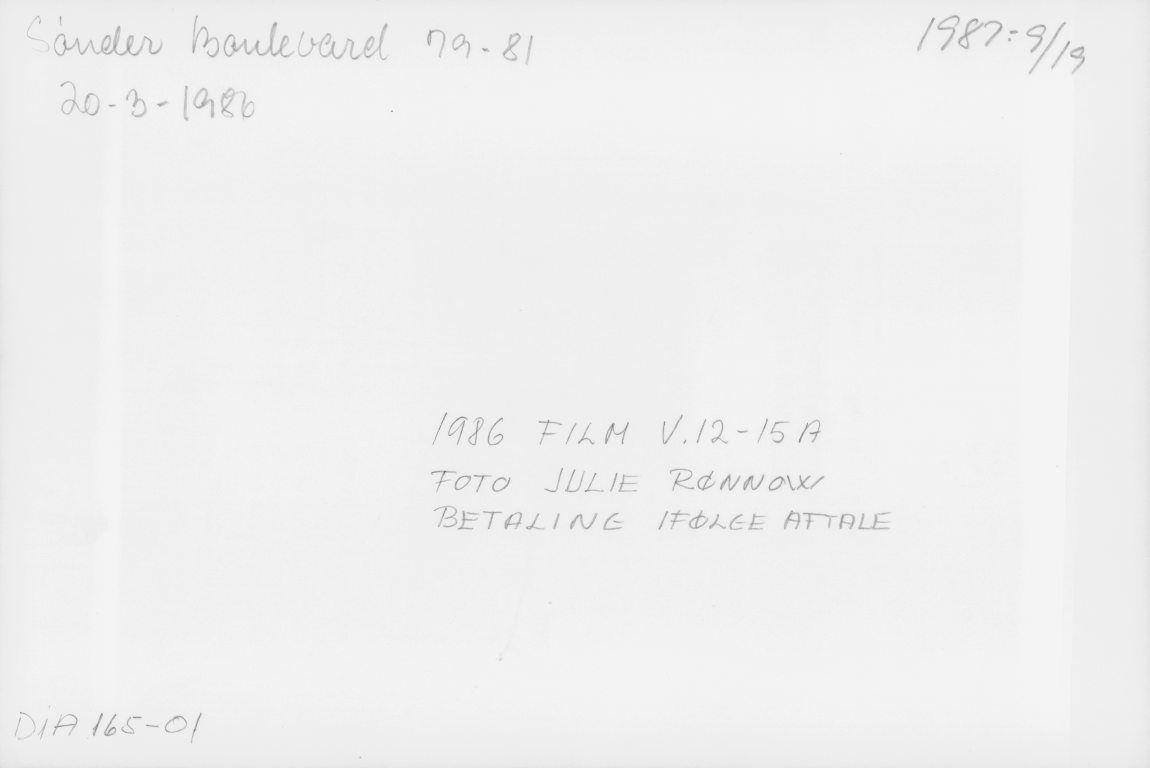 Sónder Boulevard 79-81
1987:9/19
20-3-1986
1986 FILM V.12-15A
FOTO JULIE RØNNOW
BETALING IFØLGE AFTALE
DIA 165-01